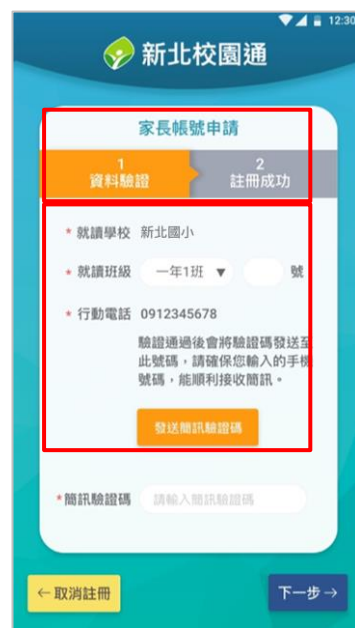 12:30
新北校園通
家長帳號申請
1
資料驗證
2
註冊成功
* 就讀學校 新北國小
* 就讀班級 一年1班 ▼ 號
* 行動電話 0912345678
驗證通過後會將驗證碼發送至
此號碼，請確保您輸入的手機
號碼，能順利接收簡訊。
發送簡訊驗證碼
*簡訊驗證碼 請輸入簡訊驗證碼
←取消註冊
下一步→